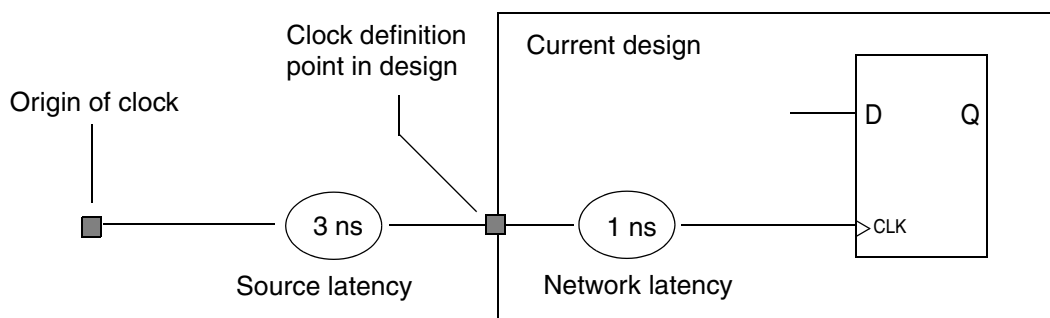 Clock definition
point in design
Current design
Origin of clock
D
Q
3 ns
1 ns
CLK
Source latency
Network latency